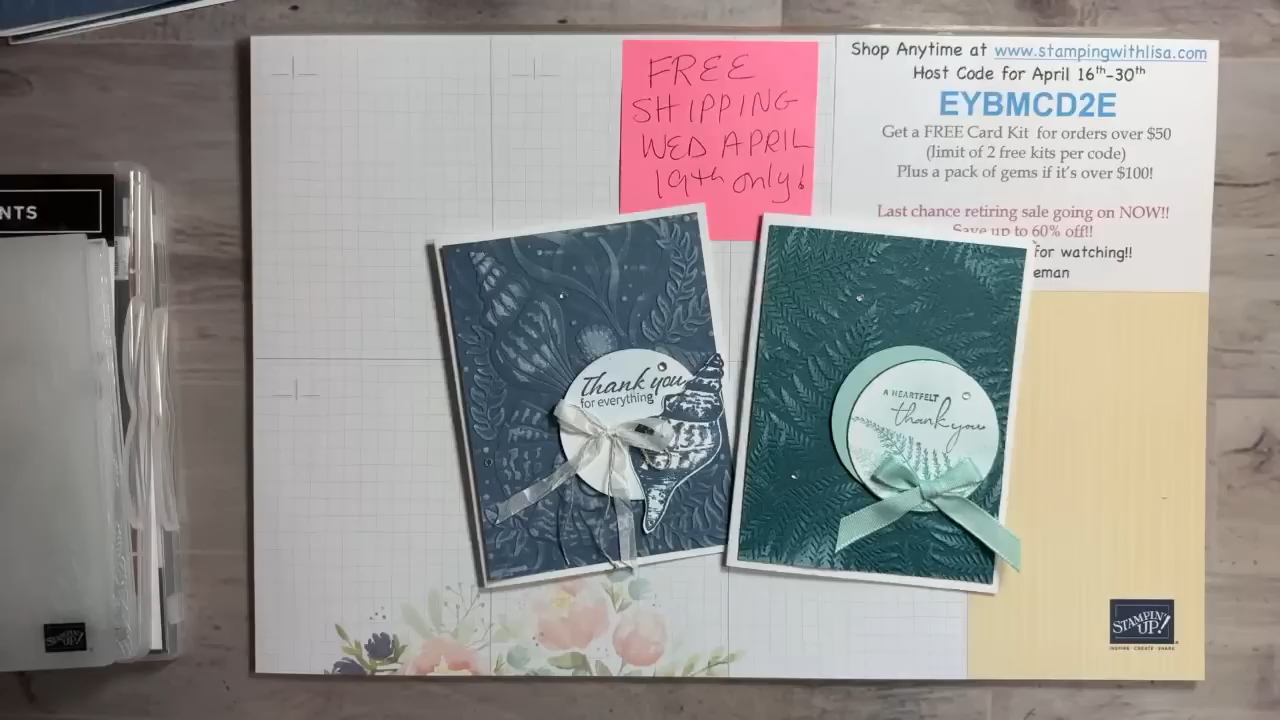 FREE
SHIPPING
WED APRIL
19th only!
Shop Anytime at www.stampingwithlisa.com
Host Code for April 16th-30th
EYBMCD2E
Get a FREE Card Kit for orders over $50
(limit of 2 free kits per code)
Plus a pack of gems if it's over $100!
Last chance retiring sale going on NOW!!
Save up to 60% off!!
for watching!!
eman
NTS
Thank you
for everything
A HEARTFELT
thank you
STAMPIN' UP!
STAMPIN' UP!
INSPIRE · CREATE · SHARE